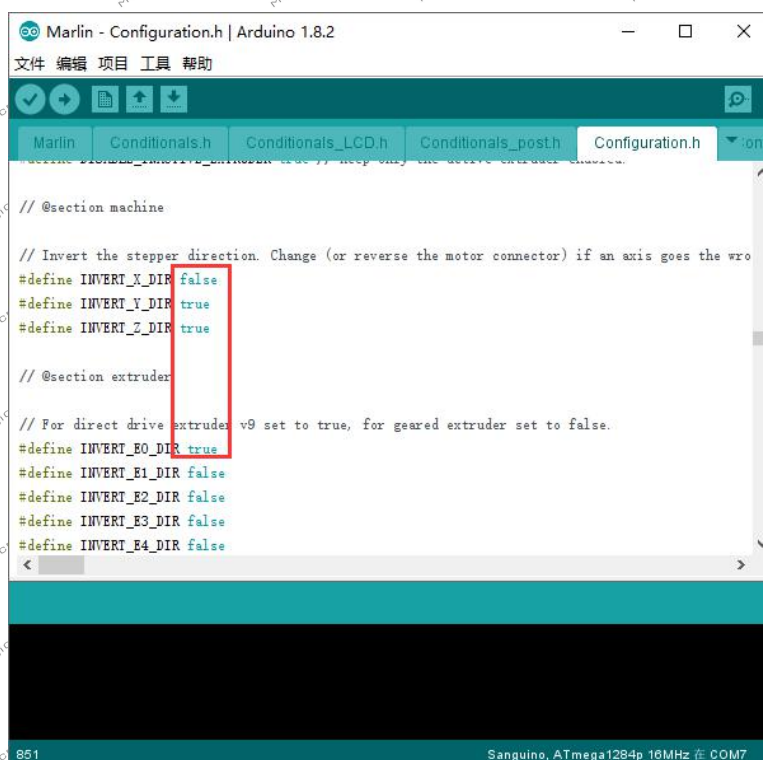 Marlin - Configuration.h | Arduino 1.8.2
文件 编辑 项目 工具 帮助
Marlin Conditionals.h Conditionals_LCD.h Conditionals_post.h Configuration.h
// @section machine
// Invert the stepper direction. Change (or reverse the motor connector) if an axis goes the wro
#define INVERT_X_DIR false
#define INVERT_Y_DIR true
#define INVERT_Z_DIR true
// @section extruder
// For direct drive extruder v9 set to true, for geared extruder set to false.
#define INVERT_E0_DIR true
#define INVERT_E1_DIR false
#define INVERT_E2_DIR false
#define INVERT_E3_DIR false
#define INVERT_E4_DIR false
851 Sanguino, ATmega1284p 16MHz 在 COM7